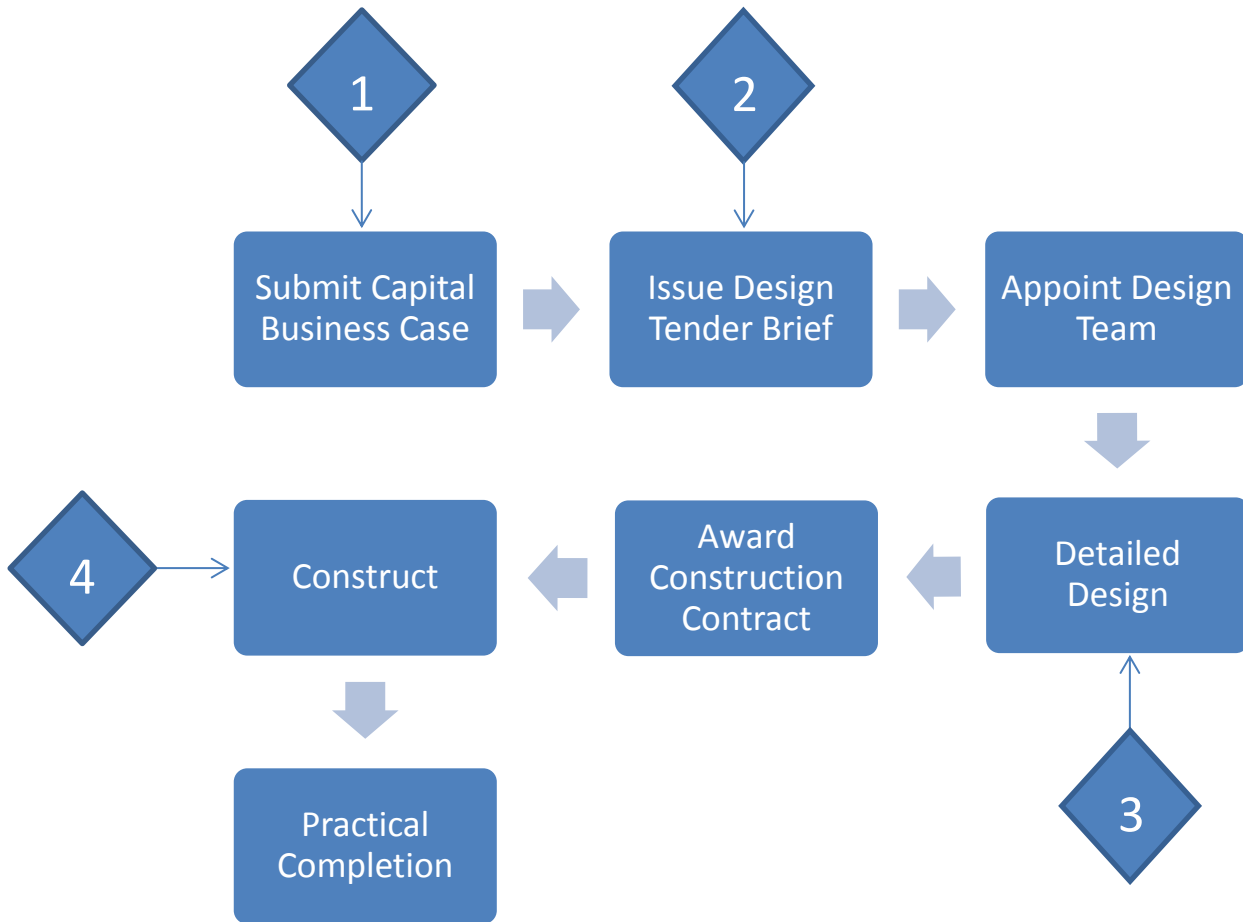 1
2
Submit Capital
Business Case
Issue Design
Tender Brief
Appoint Design
Team
4
Construct
Award
Construction
Contract
Detailed
Design
Practical
Completion
3